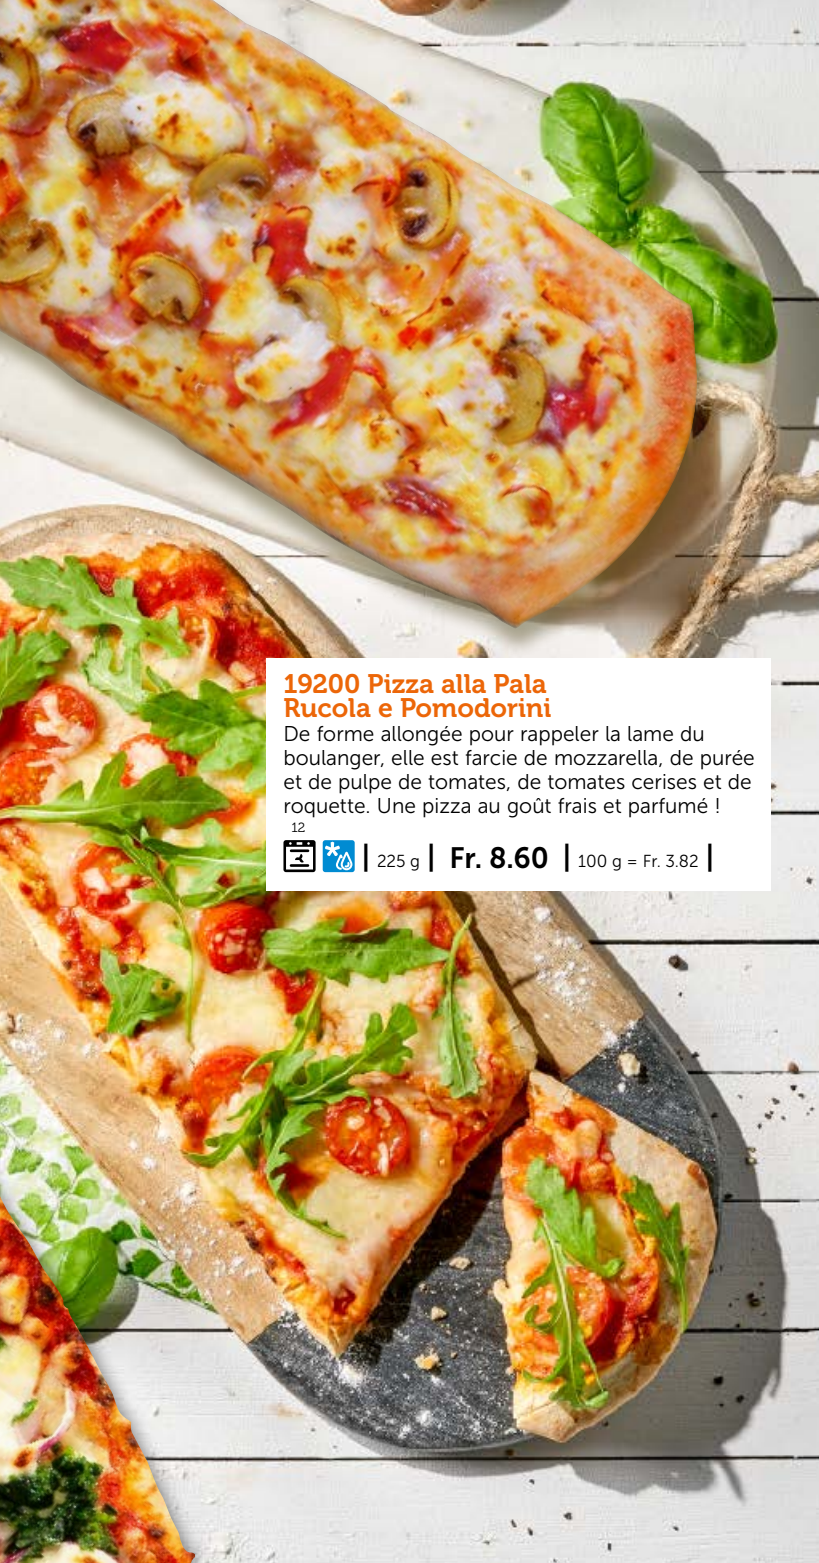 19200 Pizza alla Pala
Rucola e Pomodorini
De forme allongée pour rappeler la lame du
boulanger, elle est farcie de mozzarella, de purée
et de pulpe de tomates, de tomates cerises et de
roquette. Une pizza au goût frais et parfumé !
12
| 225 g | Fr. 8.60 | 100 g = Fr. 3.82 |